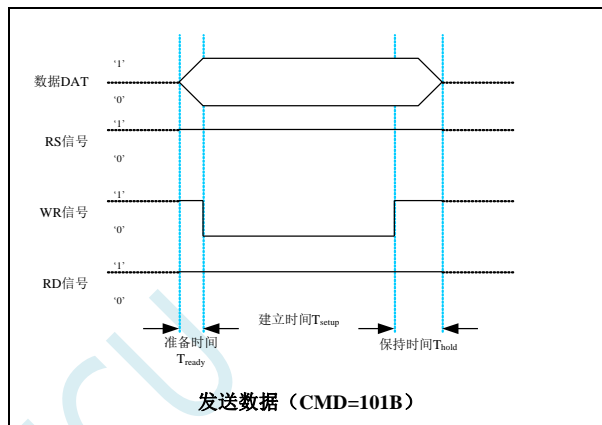 ‘1’
数据DAT
‘0’
‘1’
RS信号
‘0’
‘1’
WR信号
‘0’
‘1’
RD信号
‘0’
建立时间Tsetup
准备时间
Tready
保持时间Thold
发送数据（CMD=101B）